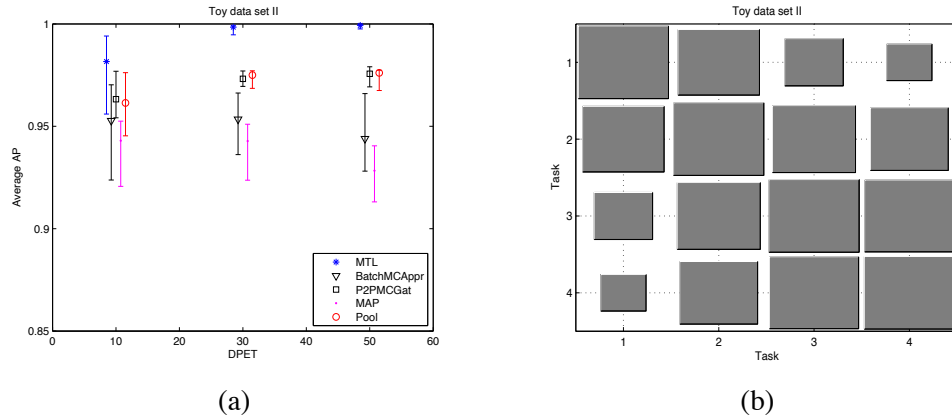 Toy data set II
1
0.95
0.9
0.85
Average AP
0 10 20 30 40 50 60
DPET
MTL
BatchMCAppr
P2PMCGat
MAP
Pool
(a)
Toy data set II
1
2
3
4
Task
1 2 3 4
Task
(b)